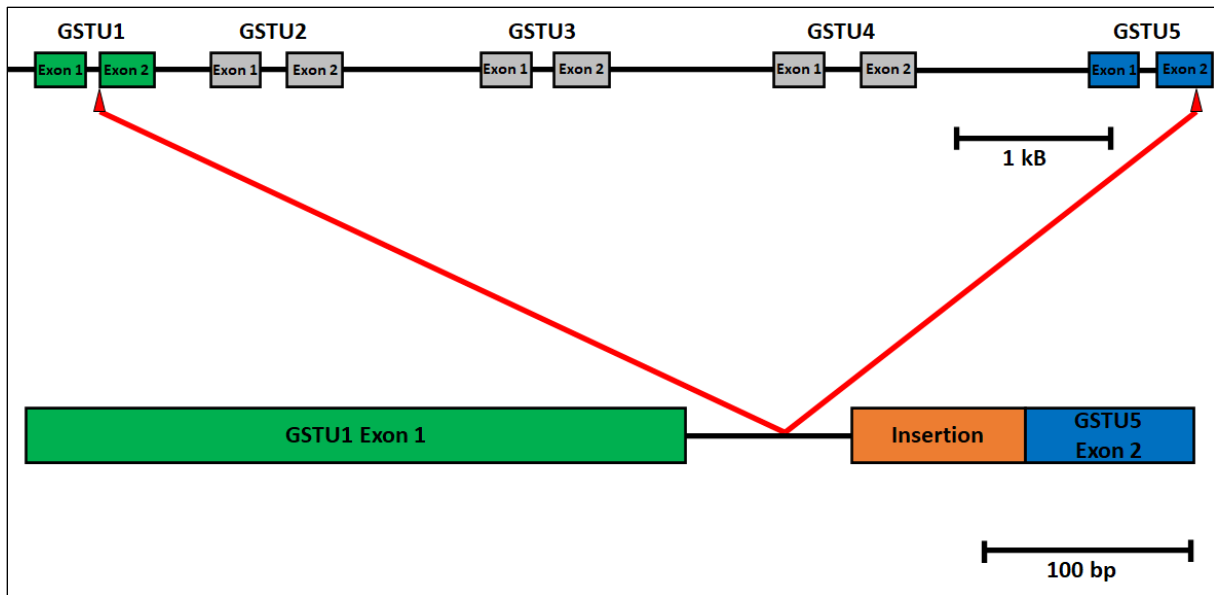 GSTU1 GSTU2 GSTU3 GSTU4 GSTU5
Exon 1 Exon 2 Exon 1 Exon 2 Exon 1 Exon 2 Exon 1 Exon 2 Exon 1 Exon 2
1 kB
GSTU1 Exon 1
Insertion
GSTU5
Exon 2
100 bp